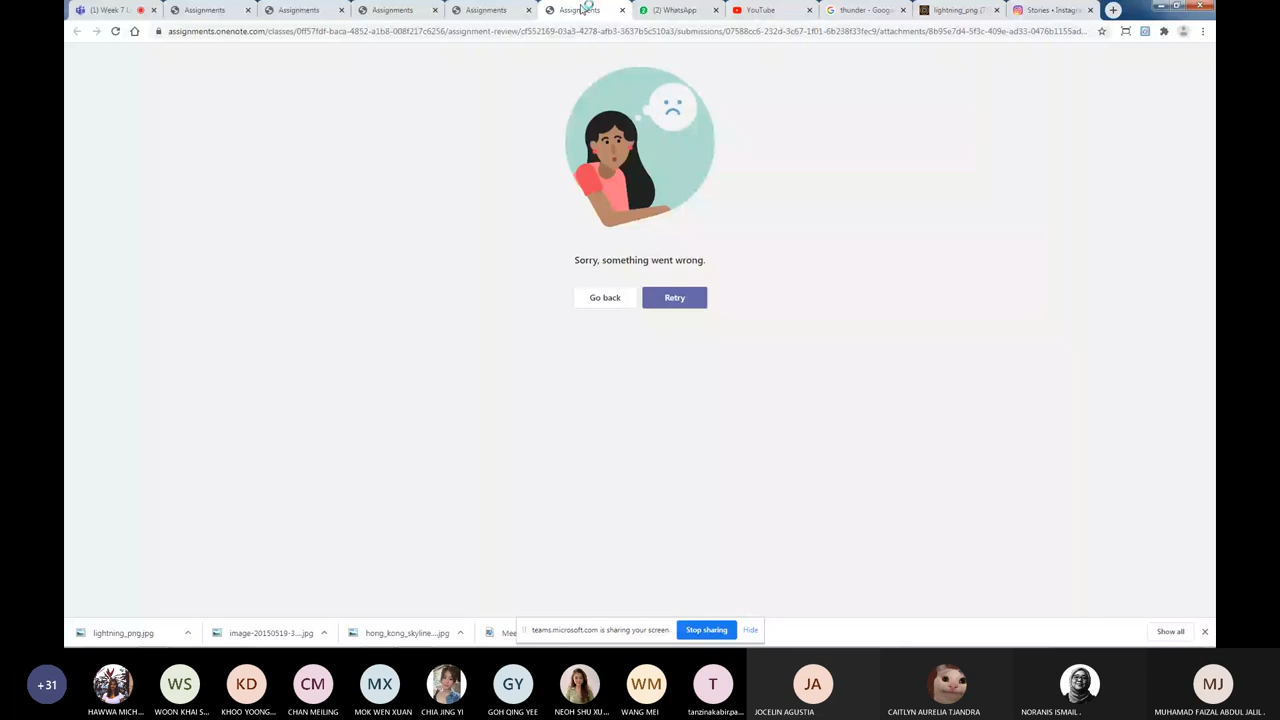 (1) Week 7 L
Assignments
Assignments
Assignments
Assignments
Assignments
(2) WhatsApp
YouTube
thunder - Goog
lightning_png (
Stories • Instag
assignments.onenote.com/classes/0ff57fdf-baca-4852-a1b8-008f217c6256/assignment-review/cf552169-03a3-4278-afb3-3637b5c510a3/submissions/07588cc6-232d-3c67-1f01-6b238f33fec9/attachments/8b95e7d4-5f3c-409e-ad33-0476b1155ad...
Sorry, something went wrong.
Go back
Retry
lightning_png.jpg
image-20150519-3....jpg
hong_kong_skyline....jpg
Mee
teams.microsoft.com is sharing your screen.
Stop sharing
Hide
Show all
+31
WS
KD
CM
MX
GY
WM
T
JA
MJ
HAWWA MICH...
WOON KHAI S...
KHOO YOONG...
CHAN MEILING
MOK WEN XUAN
CHIA JING YI
GOH QING YEE
NEOH SHU XU...
WANG MEI
tanzinakabir.pa...
JOCELIN AGUSTIA
CAITLYN AURELIA TJANDRA
NORANIS ISMAIL .
MUHAMAD FAIZAL ABDUL JALIL .